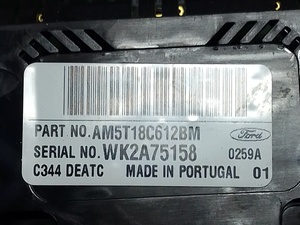 PART NO.AM5T18C612BM
Ford
SERIAL NO.WK2A75158
0259A
C344 DEATC MADE IN PORTUGAL 01